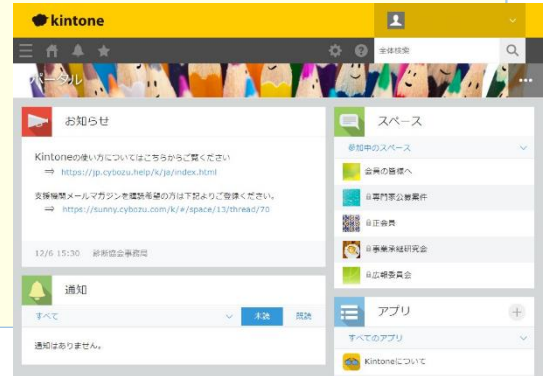 kintone
全体検索
ポータル
お知らせ
Kintoneの使い方についてはこちらからご覧ください
⇒ https://jp.cybozu.help/k/ja/index.html
支援機関メールマガジンを購読希望の方は下記よりご登録ください。
⇒ https://sunny.cybozu.com/k/#/space/13/thread/70
12/6 15:30 診断協会事務局
通知
すべて
未読 既読
通知はありません。
スペース
参加中のスペース
会員の皆様へ
専門家公募案件
正会員
事業承継研究会
広報委員会
アプリ
すべてのアプリ
Kintoneについて